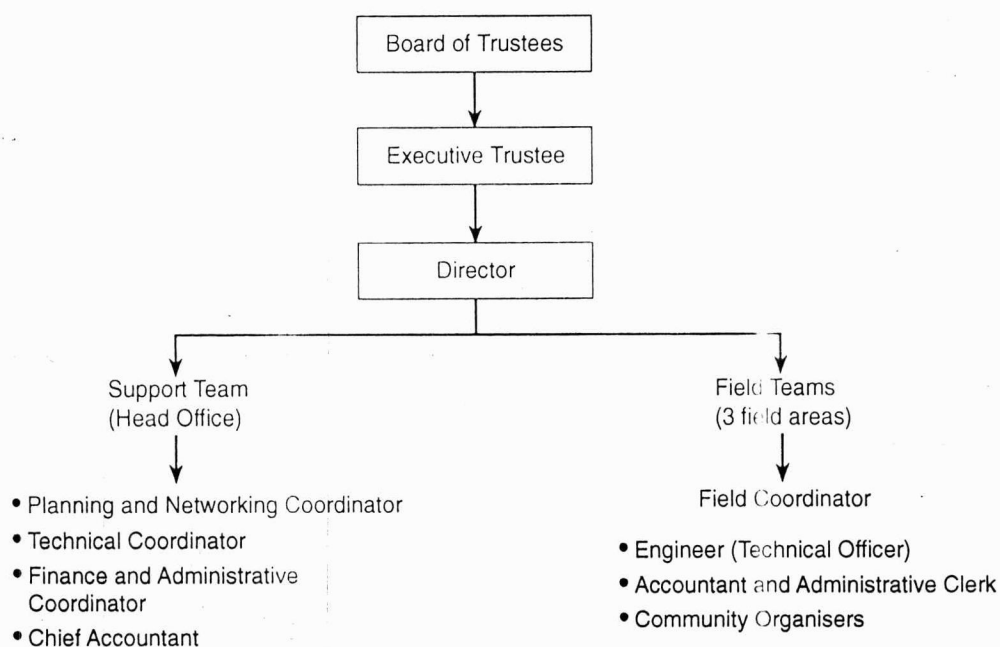 Board of Trustees
Executive Trustee
Director
Support Team
(Head Office)
• Planning and Networking Coordinator
• Technical Coordinator
• Finance and Administrative
Coordinator
• Chief Accountant
Field Teams
(3 field areas)
Field Coordinator
• Engineer (Technical Officer)
• Accountant and Administrative Clerk
• Community Organisers